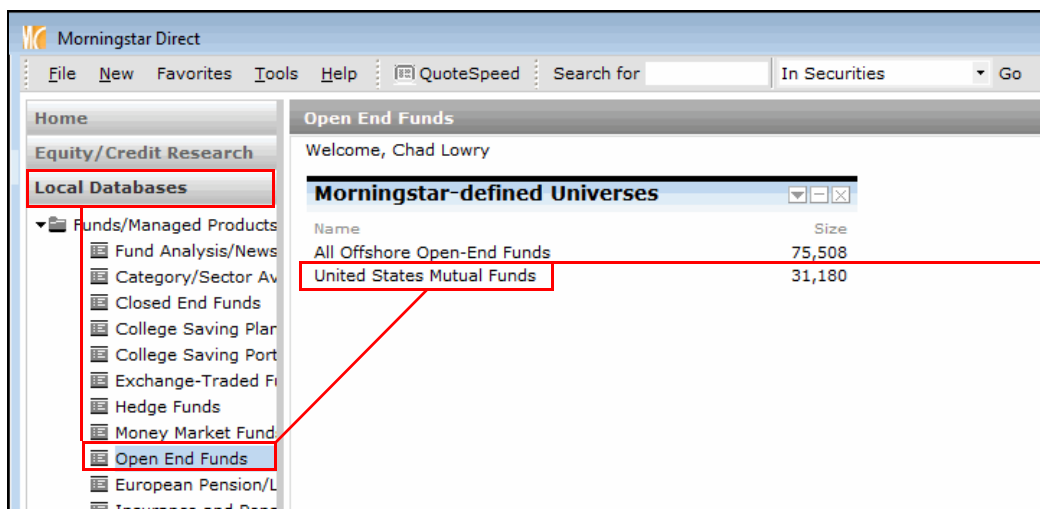 Morningstar Direct
File New Favorites Tools Help QuoteSpeed Search for In Securities Go
Home
Equity/Credit Research
Local Databases
Funds/Managed Products
Fund Analysis/News
Category/Sector Av
Closed End Funds
College Saving Plan
College Saving Port
Exchange-Traded Fu
Hedge Funds
Money Market Fund
Open End Funds
European Pension/L
Open End Funds
Welcome, Chad Lowry
Morningstar-defined Universes
Name Size
All Offshore Open-End Funds 75,508
United States Mutual Funds 31,180